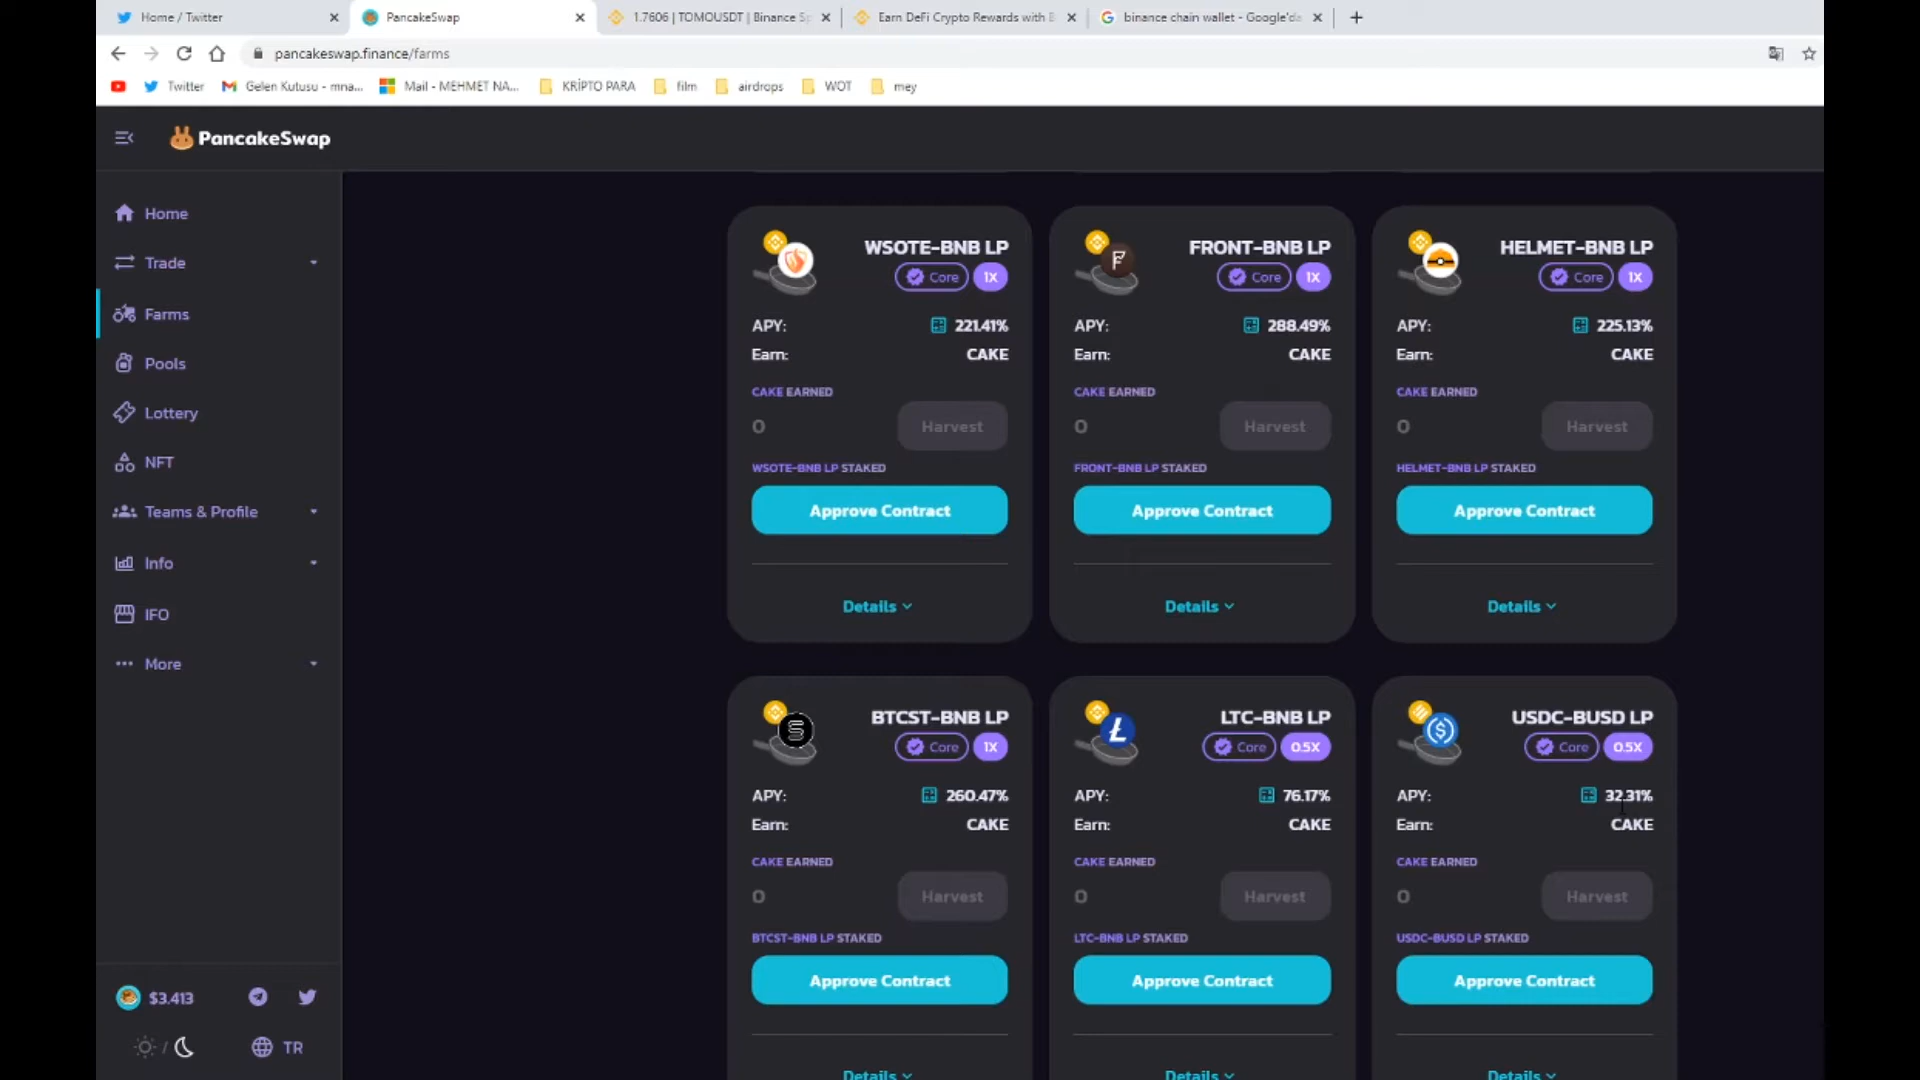 Home / Twitter
PancakeSwap
1.7606 | TOMOUSDT | Binance Sp
Earn DeFi Crypto Rewards with B
binance chain wallet - Google'da
pancakeswap.finance/farms
Twitter
Gelen Kutusu - mna...
Mail - MEHMET NA...
KRİPTO PARA
film
airdrops
WOT
mey
PancakeSwap
Home
Trade
Farms
Pools
Lottery
NFT
Teams & Profile
Info
IFO
More
$3.413
/
TR
WSOTE-BNB LP
Core
1X
APY:
221.41%
Earn:
CAKE
CAKE EARNED
0
Harvest
WSOTE-BNB LP STAKED
Approve Contract
Details
FRONT-BNB LP
Core
1X
APY:
288.49%
Earn:
CAKE
CAKE EARNED
0
Harvest
FRONT-BNB LP STAKED
Approve Contract
Details
HELMET-BNB LP
Core
1X
APY:
225.13%
Earn:
CAKE
CAKE EARNED
0
Harvest
HELMET-BNB LP STAKED
Approve Contract
Details
BTCST-BNB LP
Core
1X
APY:
260.47%
Earn:
CAKE
CAKE EARNED
0
Harvest
BTCST-BNB LP STAKED
Approve Contract
Details
LTC-BNB LP
Core
0.5X
APY:
76.17%
Earn:
CAKE
CAKE EARNED
0
Harvest
LTC-BNB LP STAKED
Approve Contract
Details
USDC-BUSD LP
Core
0.5X
APY:
32.31%
Earn:
CAKE
CAKE EARNED
0
Harvest
USDC-BUSD LP STAKED
Approve Contract
Details